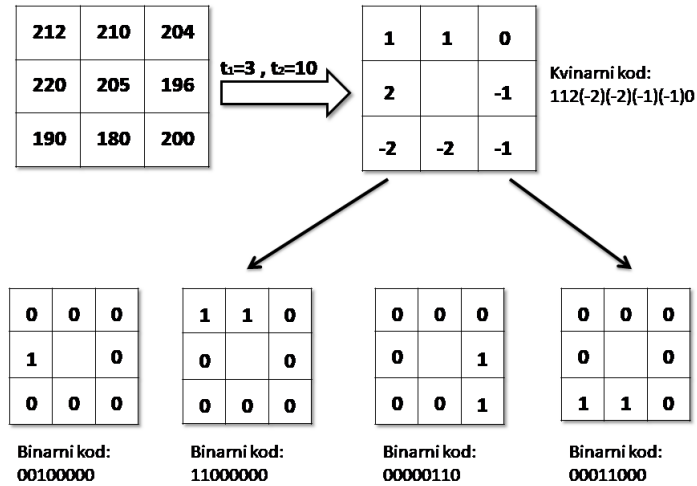 212 210 204
220 205 196
190 180 200
t₁=3 , t₂=10
1 1 0
2 -1
-2 -2 -1
Kvinarni kod:
112(-2)(-2)(-1)(-1)0
0 0 0
1 0
0 0 0
Binarni kod:
00100000
1 1 0
0 0
0 0 0
Binarni kod:
11000000
0 0 0
0 1
0 0 1
Binarni kod:
00000110
0 0 0
0 0
1 1 0
Binarni kod:
00011000